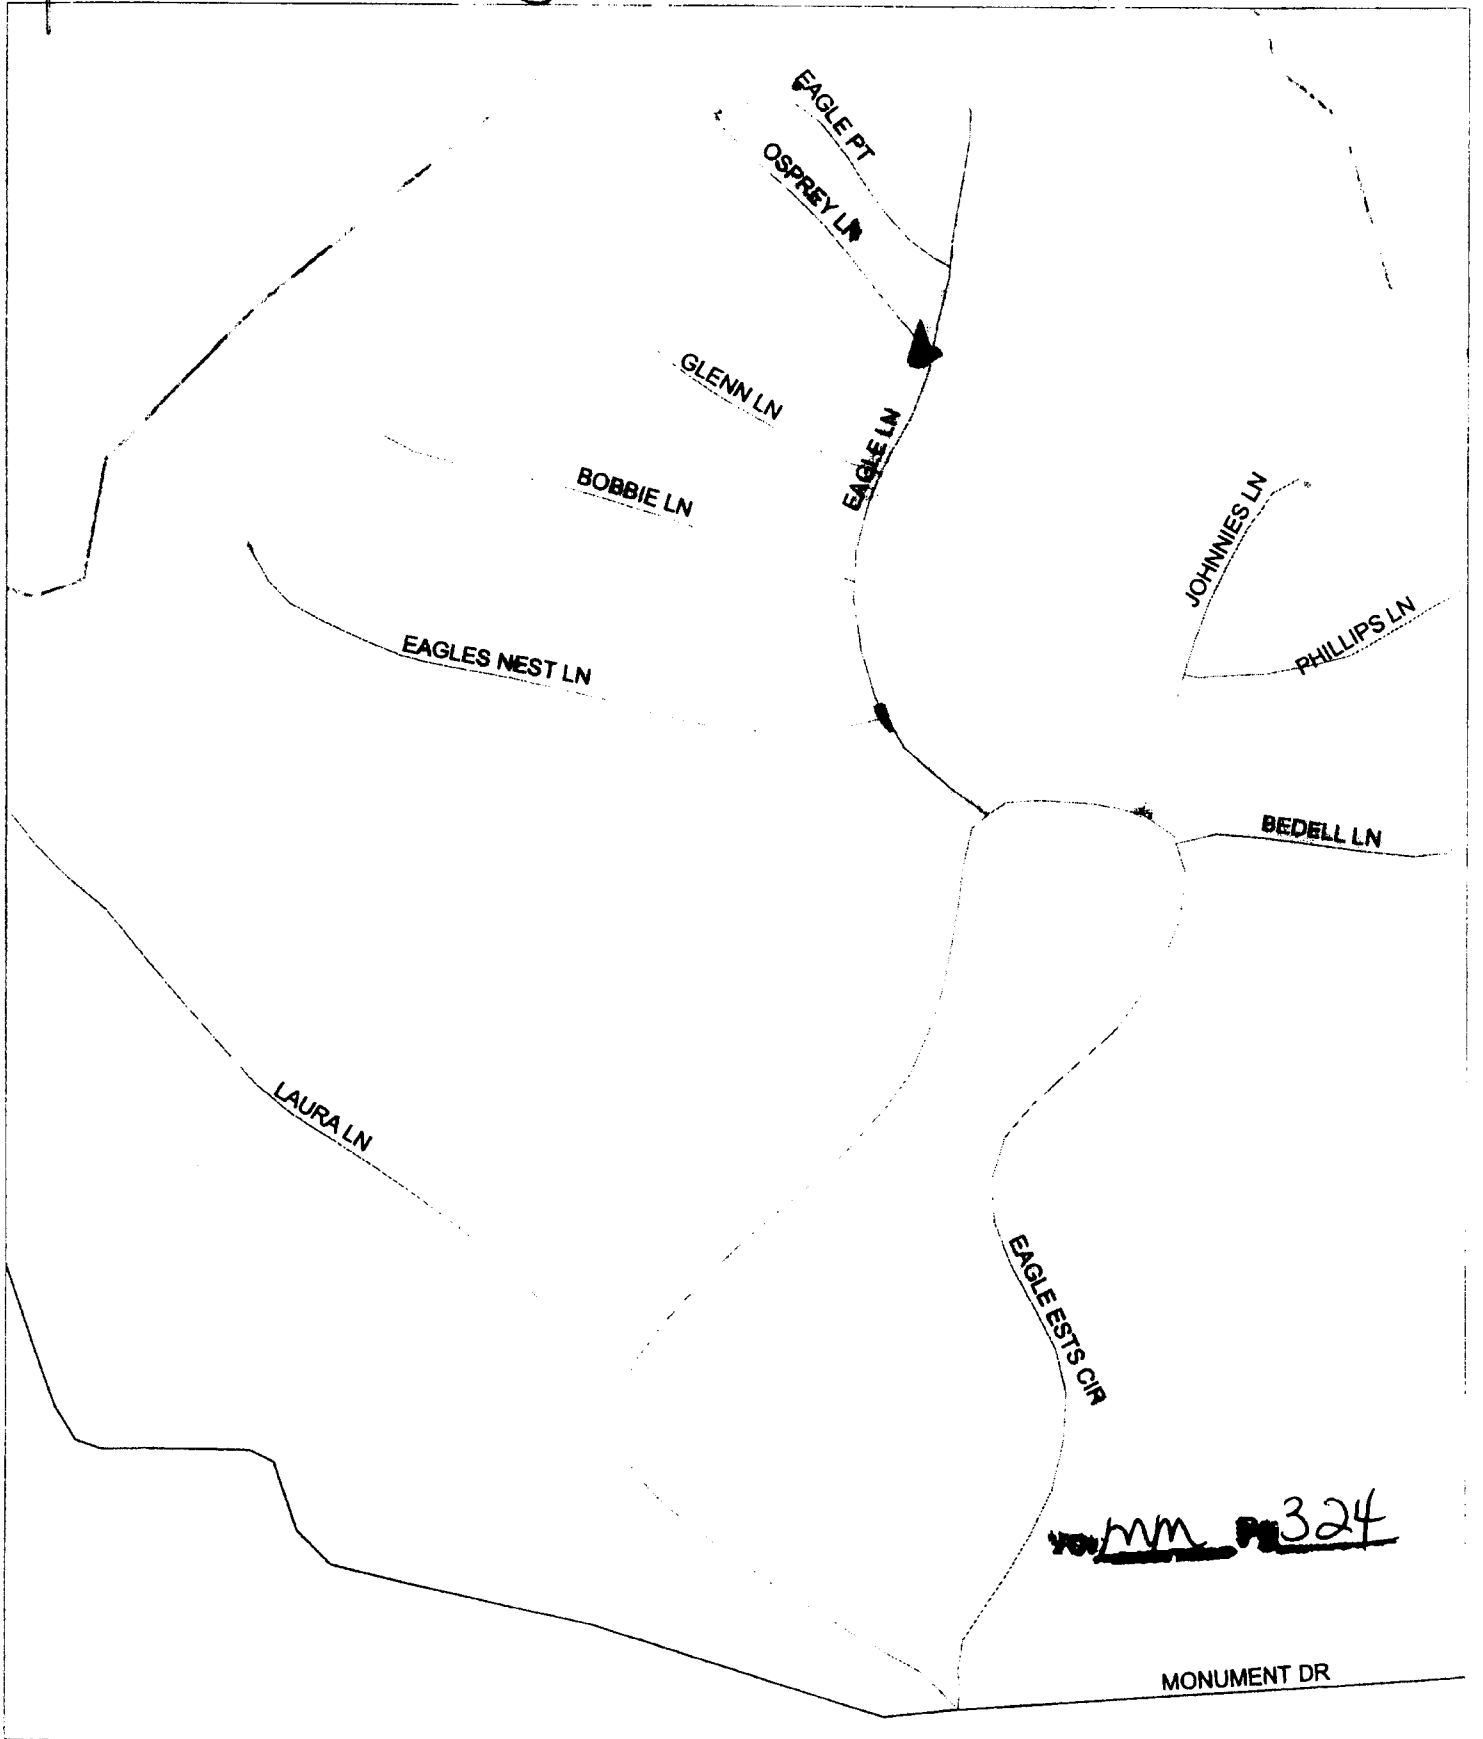 EAGLE PT
OSPREY LN
GLENN LN
EAGLE LN
BOBBIE LN
JOHNNIES LN
PHILLIPS LN
EAGLES NEST LN
BEDELL LN
LAURA LN
EAGLE ESTS CIR
mm Pg 324
MONUMENT DR